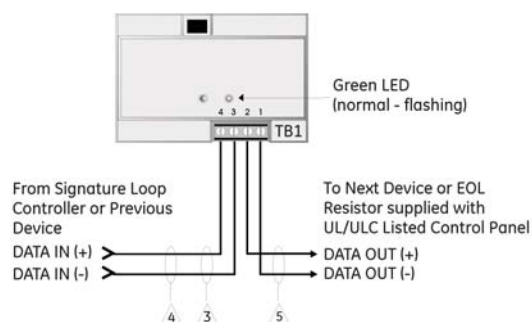 Green LED
(normal - flashing)
4 3 2 1
TB1
From Signature Loop
Controller or Previous
Device
DATA IN (+)
DATA IN (-)
To Next Device or EOL
Resistor supplied with
UL/ULC Listed Control Panel
DATA OUT (+)
DATA OUT (-)
4 3 5